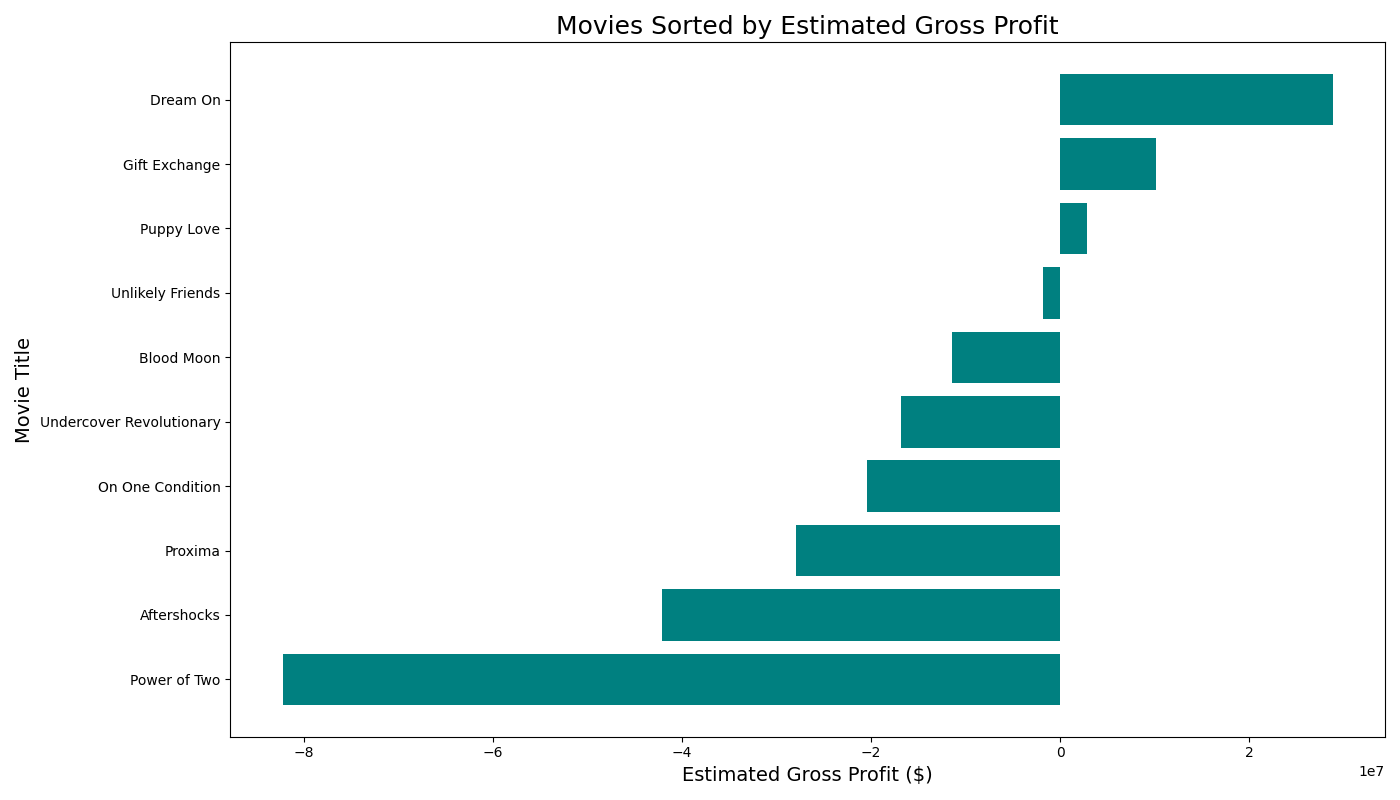 Movies Sorted by Estimated Gross Profit
Movie Title
Dream On
Gift Exchange
Puppy Love
Unlikely Friends
Blood Moon
Undercover Revolutionary
On One Condition
Proxima
Aftershocks
Power of Two
−8 −6 −4 −2 0 2
1e7
Estimated Gross Profit ($)